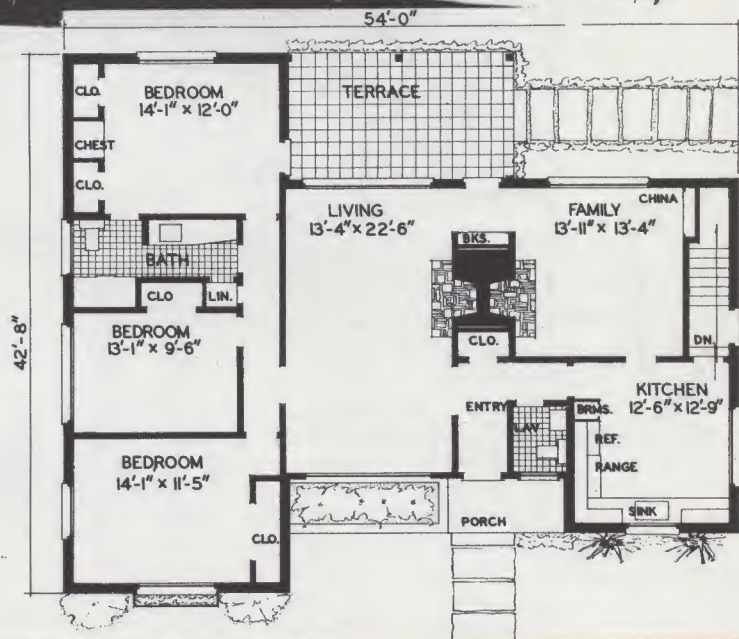 54'-0"
CLO.
BEDROOM
14'-1" × 12'-0"
TERRACE
CHEST
CLO.
LIVING
13'-4" × 22'-6"
FAMILY
13'-11" × 13'-4"
CHINA
BKS.
BATH
CLO
LIN.
42'-8"
BEDROOM
13'-1" × 9'-6"
CLO.
DN.
KITCHEN
12'-6" × 12'-9"
ENTRY
LAV
BRMS.
REF.
RANGE
BEDROOM
14'-1" × 11'-5"
SINK
CLO.
PORCH